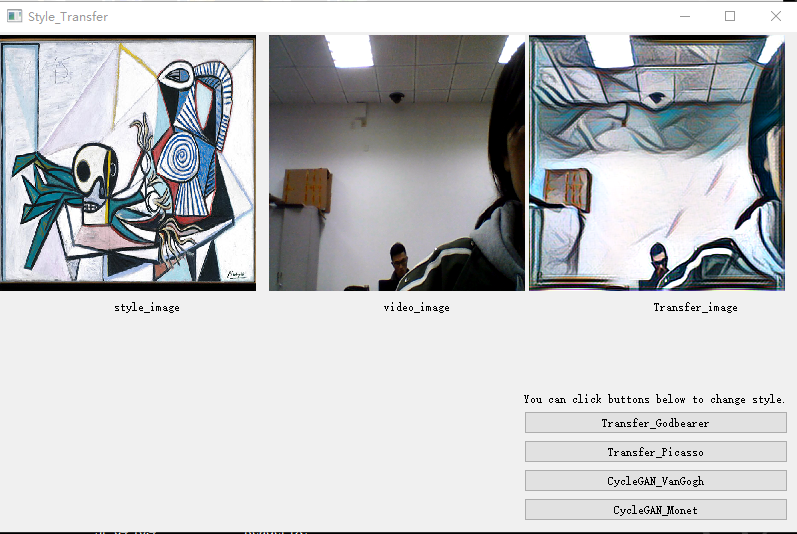 Style_Transfer
style_image
video_image
Transfer_image
You can click buttons below to change style.
Transfer_Godbearer
Transfer_Picasso
CycleGAN_VanGogh
CycleGAN_Monet